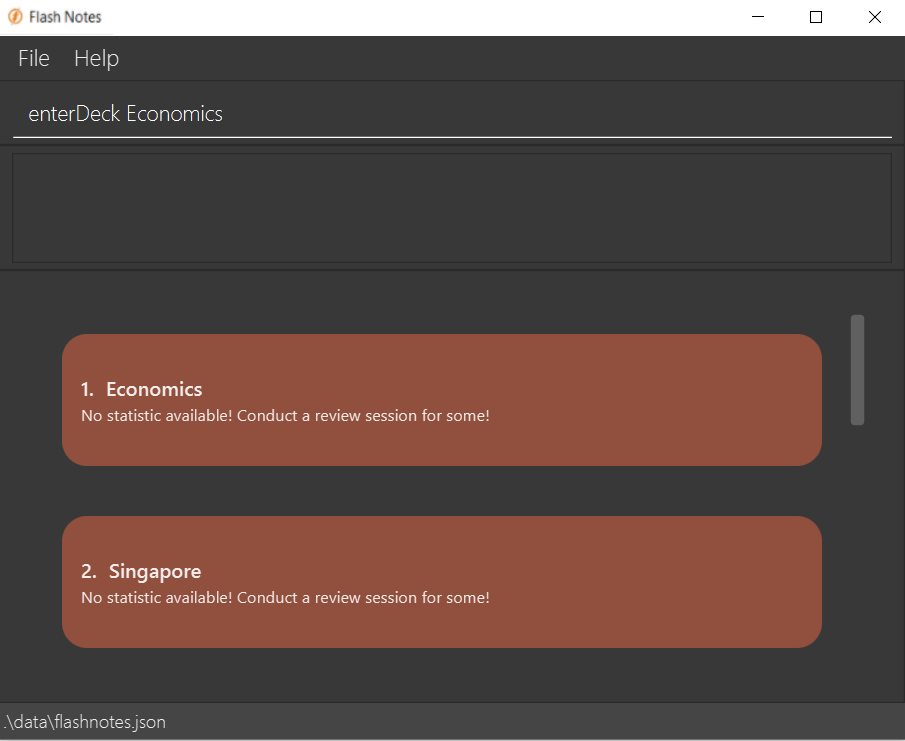 Flash Notes
File Help
enterDeck Economics
1. Economics
No statistic available! Conduct a review session for some!
2. Singapore
No statistic available! Conduct a review session for some!
.\data\flashnotes.json